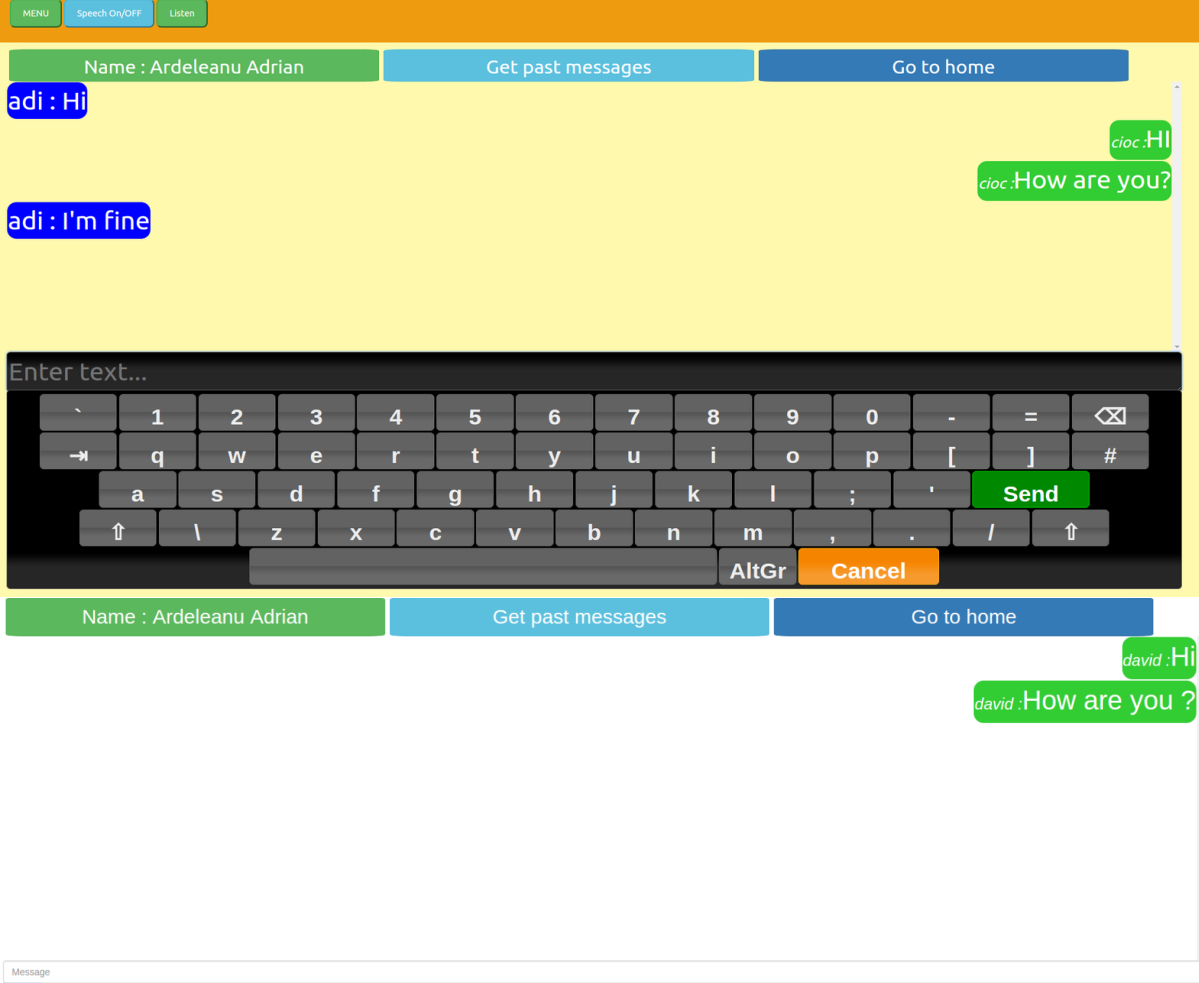 MENU Speech On/OFF Listen
Name : Ardeleanu Adrian Get past messages Go to home
adi : Hi
cioc :HI
cioc :How are you?
adi : I'm fine
Enter text...
` 1 2 3 4 5 6 7 8 9 0 - = ⌫
⇥ q w e r t y u i o p [ ] #
a s d f g h j k l ; ' Send
⇧ \ z x c v b n m , . / ⇧
AltGr Cancel
Name : Ardeleanu Adrian Get past messages Go to home
david :Hi
david :How are you ?
Message